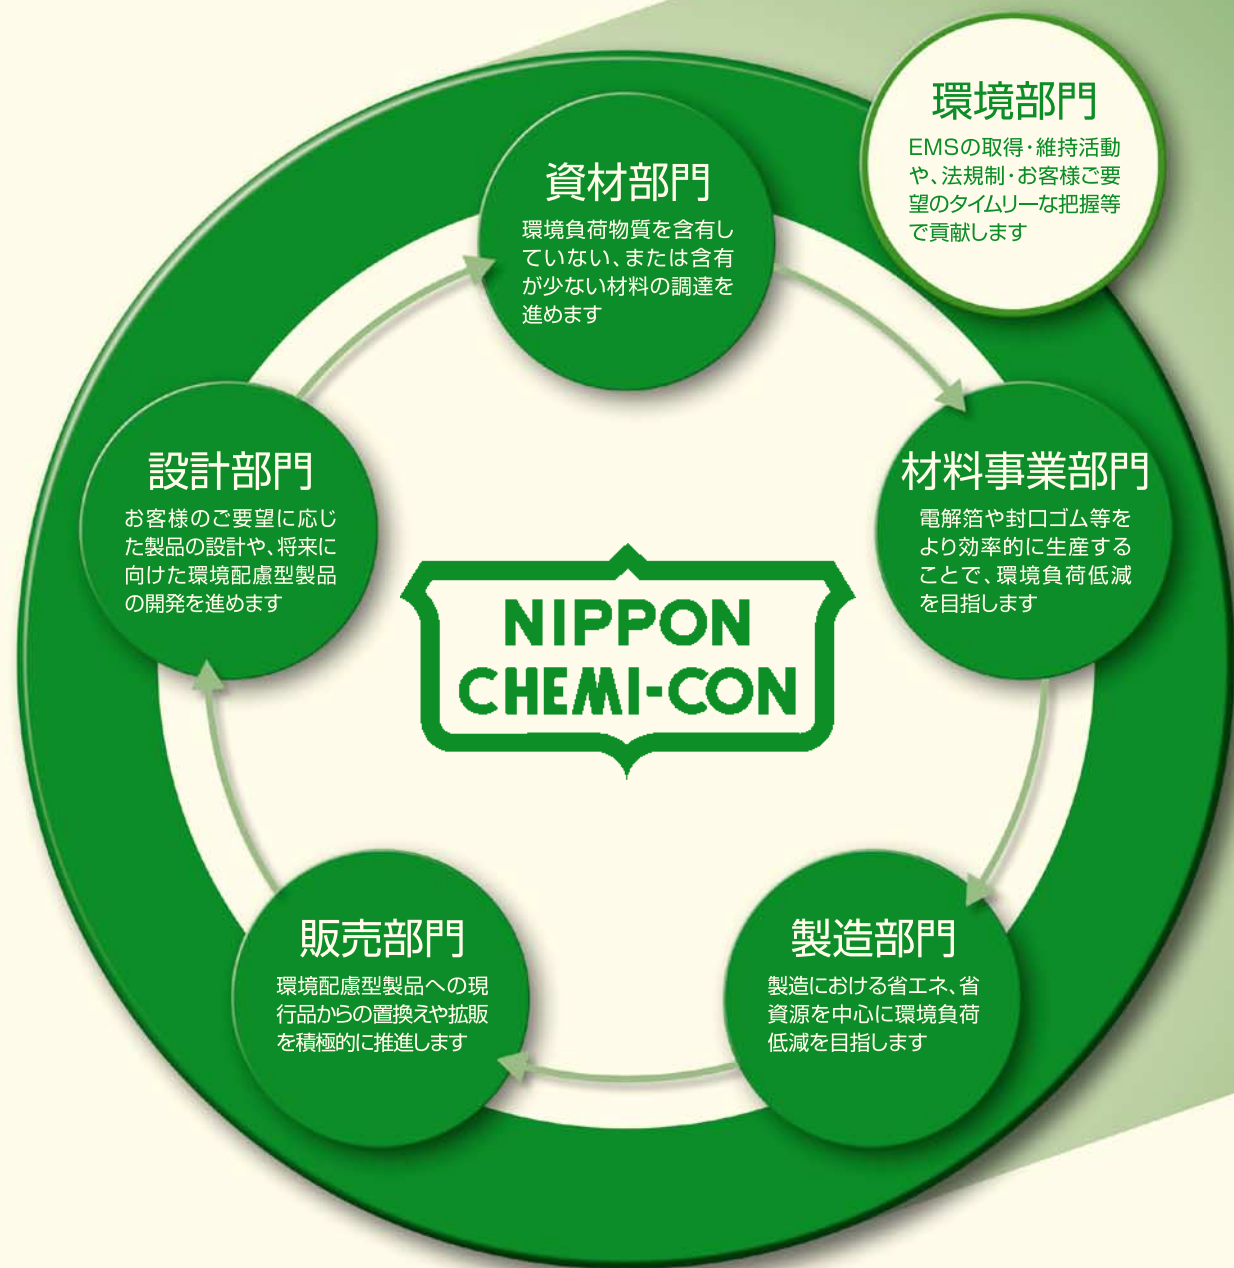 環境部門
EMSの取得・維持活動
や、法規制・お客様ご要
望のタイムリーな把握等
で貢献します
資材部門
環境負荷物質を含有し
ていない、または含有
が少ない材料の調達を
進めます
設計部門
お客様のご要望に応じ
た製品の設計や、将来に
向けた環境配慮型製品
の開発を進めます
材料事業部門
電解箔や封口ゴム等を
より効率的に生産する
ことで、環境負荷低減
を目指します
NIPPON
CHEMI-CON
販売部門
環境配慮型製品への現
行品からの置換えや拡販
を積極的に推進します
製造部門
製造における省エネ、省
資源を中心に環境負荷
低減を目指します